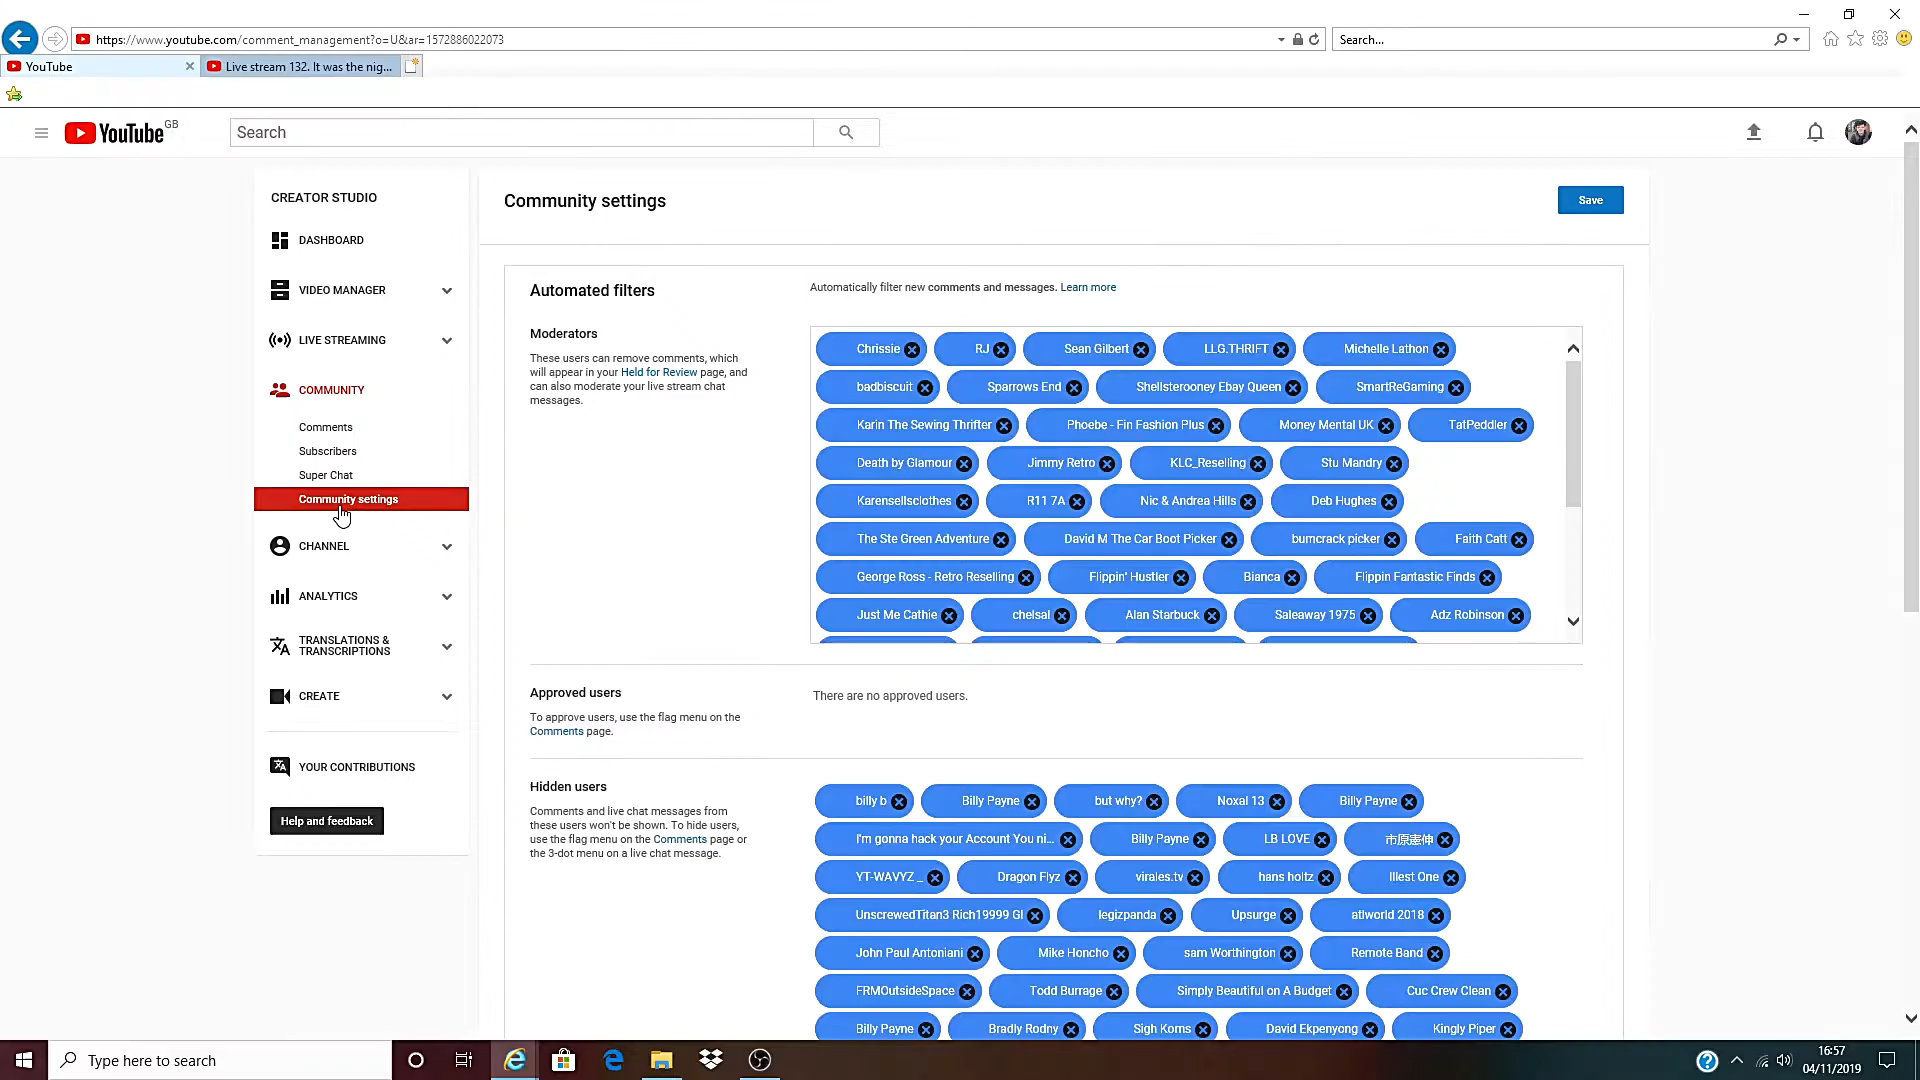 https://www.youtube.com/comment_management?o=U&ar=1572886022073
Search...
YouTube
Live stream 132. It was the nig...
YouTube GB
Search
CREATOR STUDIO
DASHBOARD
VIDEO MANAGER
LIVE STREAMING
COMMUNITY
Comments
Subscribers
Super Chat
Community settings
CHANNEL
ANALYTICS
TRANSLATIONS &
TRANSCRIPTIONS
CREATE
YOUR CONTRIBUTIONS
Help and feedback
Community settings
Save
Automated filters
Automatically filter new comments and messages. Learn more
Moderators
These users can remove comments, which
will appear in your Held for Review page, and
can also moderate your live stream chat
messages.
Chrissie RJ Sean Gilbert LLG.THRIFT Michelle Lathon
badbiscuit Sparrows End Shellsterooney Ebay Queen SmartReGaming
Karin The Sewing Thrifter Phoebe - Fin Fashion Plus Money Mental UK TatPeddler
Death by Glamour Jimmy Retro KLC_Reselling Stu Mandry
Karensellsclothes R11 7A Nic & Andrea Hills Deb Hughes
The Ste Green Adventure David M The Car Boot Picker bumcrack picker Faith Catt
George Ross - Retro Reselling Flippin' Hustler Bianca Flippin Fantastic Finds
Just Me Cathie chelsal Alan Starbuck Saleaway 1975 Adz Robinson
Approved users
To approve users, use the flag menu on the
Comments page.
There are no approved users.
Hidden users
Comments and live chat messages from
these users won't be shown. To hide users,
use the flag menu on the Comments page or
the 3-dot menu on a live chat message.
billy b Billy Payne but why? Noxal 13 Billy Payne
I'm gonna hack your Account You ni... Billy Payne LB LOVE 市原憲伸
YT-WAVYZ _ Dragon Flyz virales.tv hans holtz Illest One
UnscrewedTitan3 Rich19999 Gl legizpanda Upsurge atlworld 2018
John Paul Antoniani Mike Honcho sam Worthington Remote Band
FRMOutsideSpace Todd Burrage Simply Beautiful on A Budget Cuc Crew Clean
Billy Payne Bradly Rodny Sigh Korns David Ekpenyong Kingly Piper
Type here to search
16:57
04/11/2019